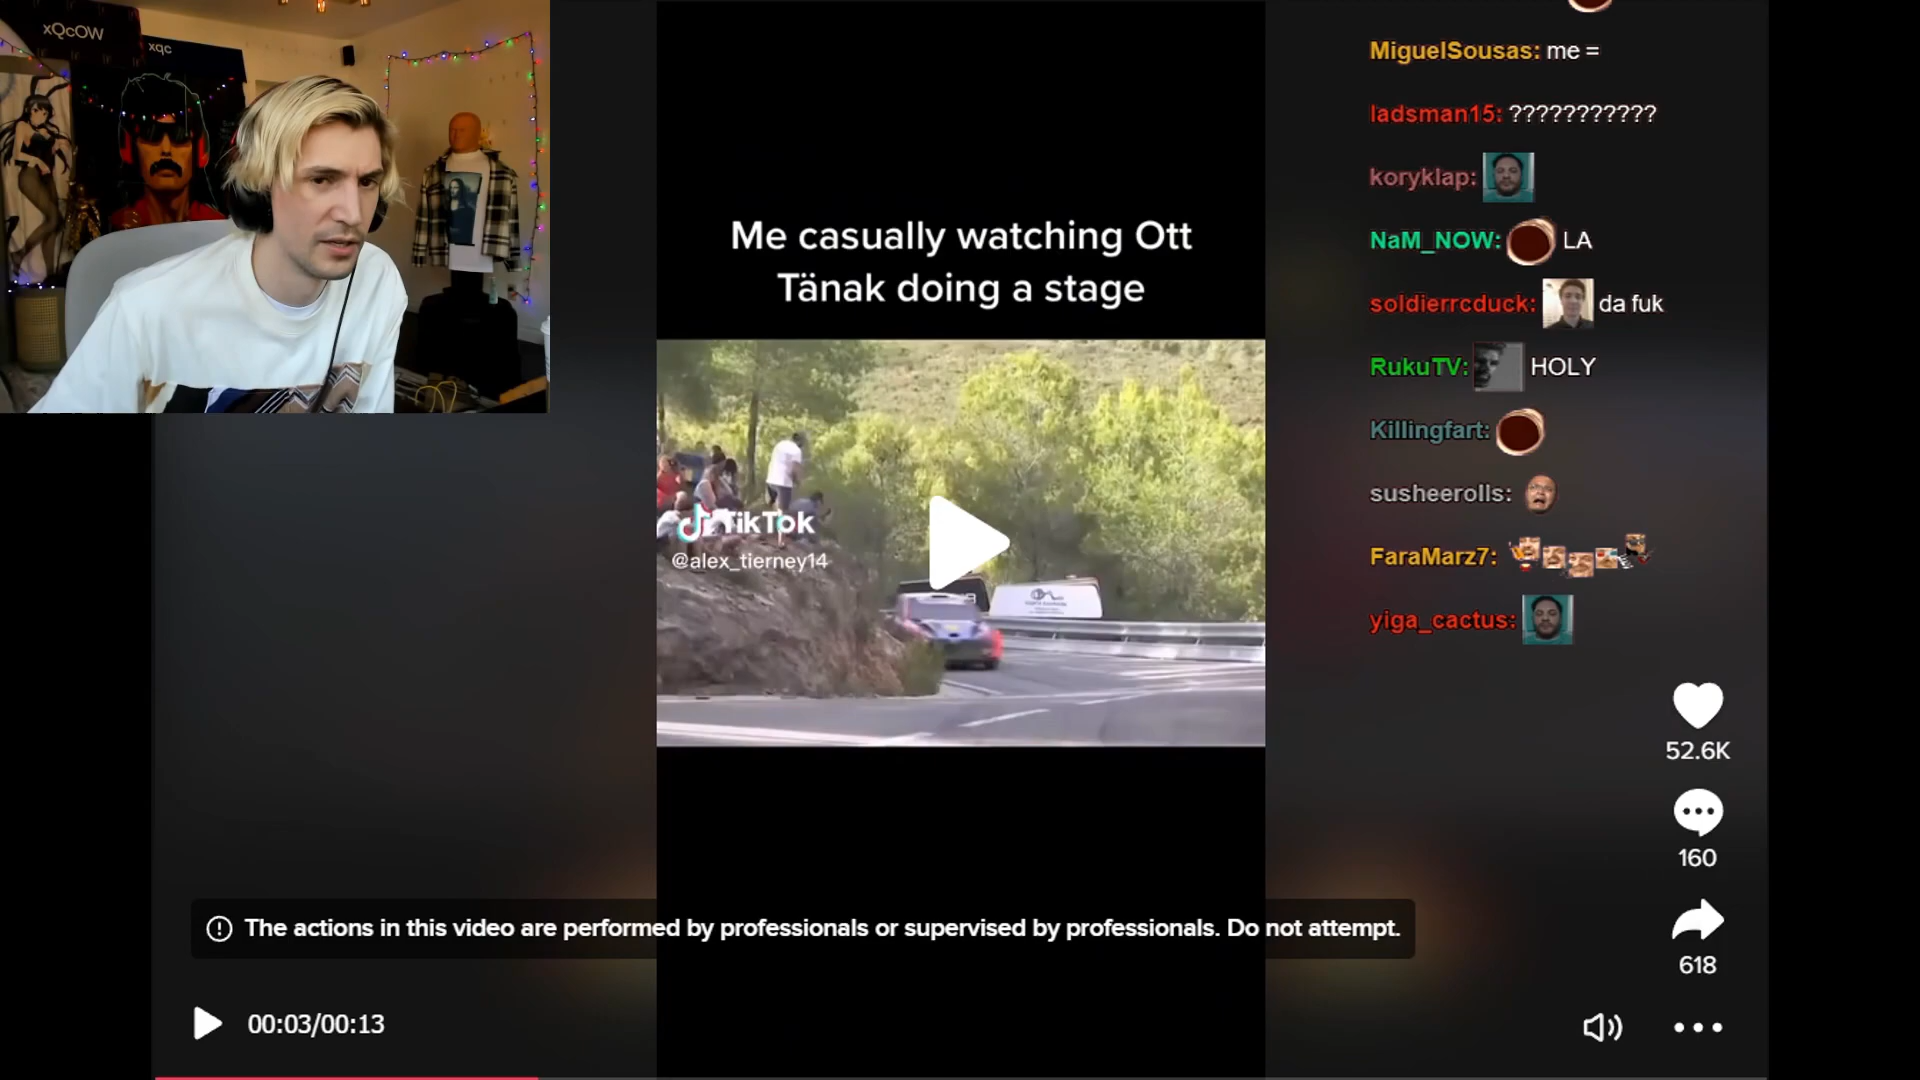 xQcOW
xqc
MiguelSousas: me =
ladsman15: ???????????
koryklap:
NaM_NOW: LA
soldierrcduck: da fuk
RukuTV: HOLY
Killingfart:
susheerolls:
FaraMarz7:
yiga_cactus:
Me casually watching Ott
Tänak doing a stage
TikTok
@alex_tierney14
52.6K
160
618
The actions in this video are performed by professionals or supervised by professionals. Do not attempt.
00:03/00:13